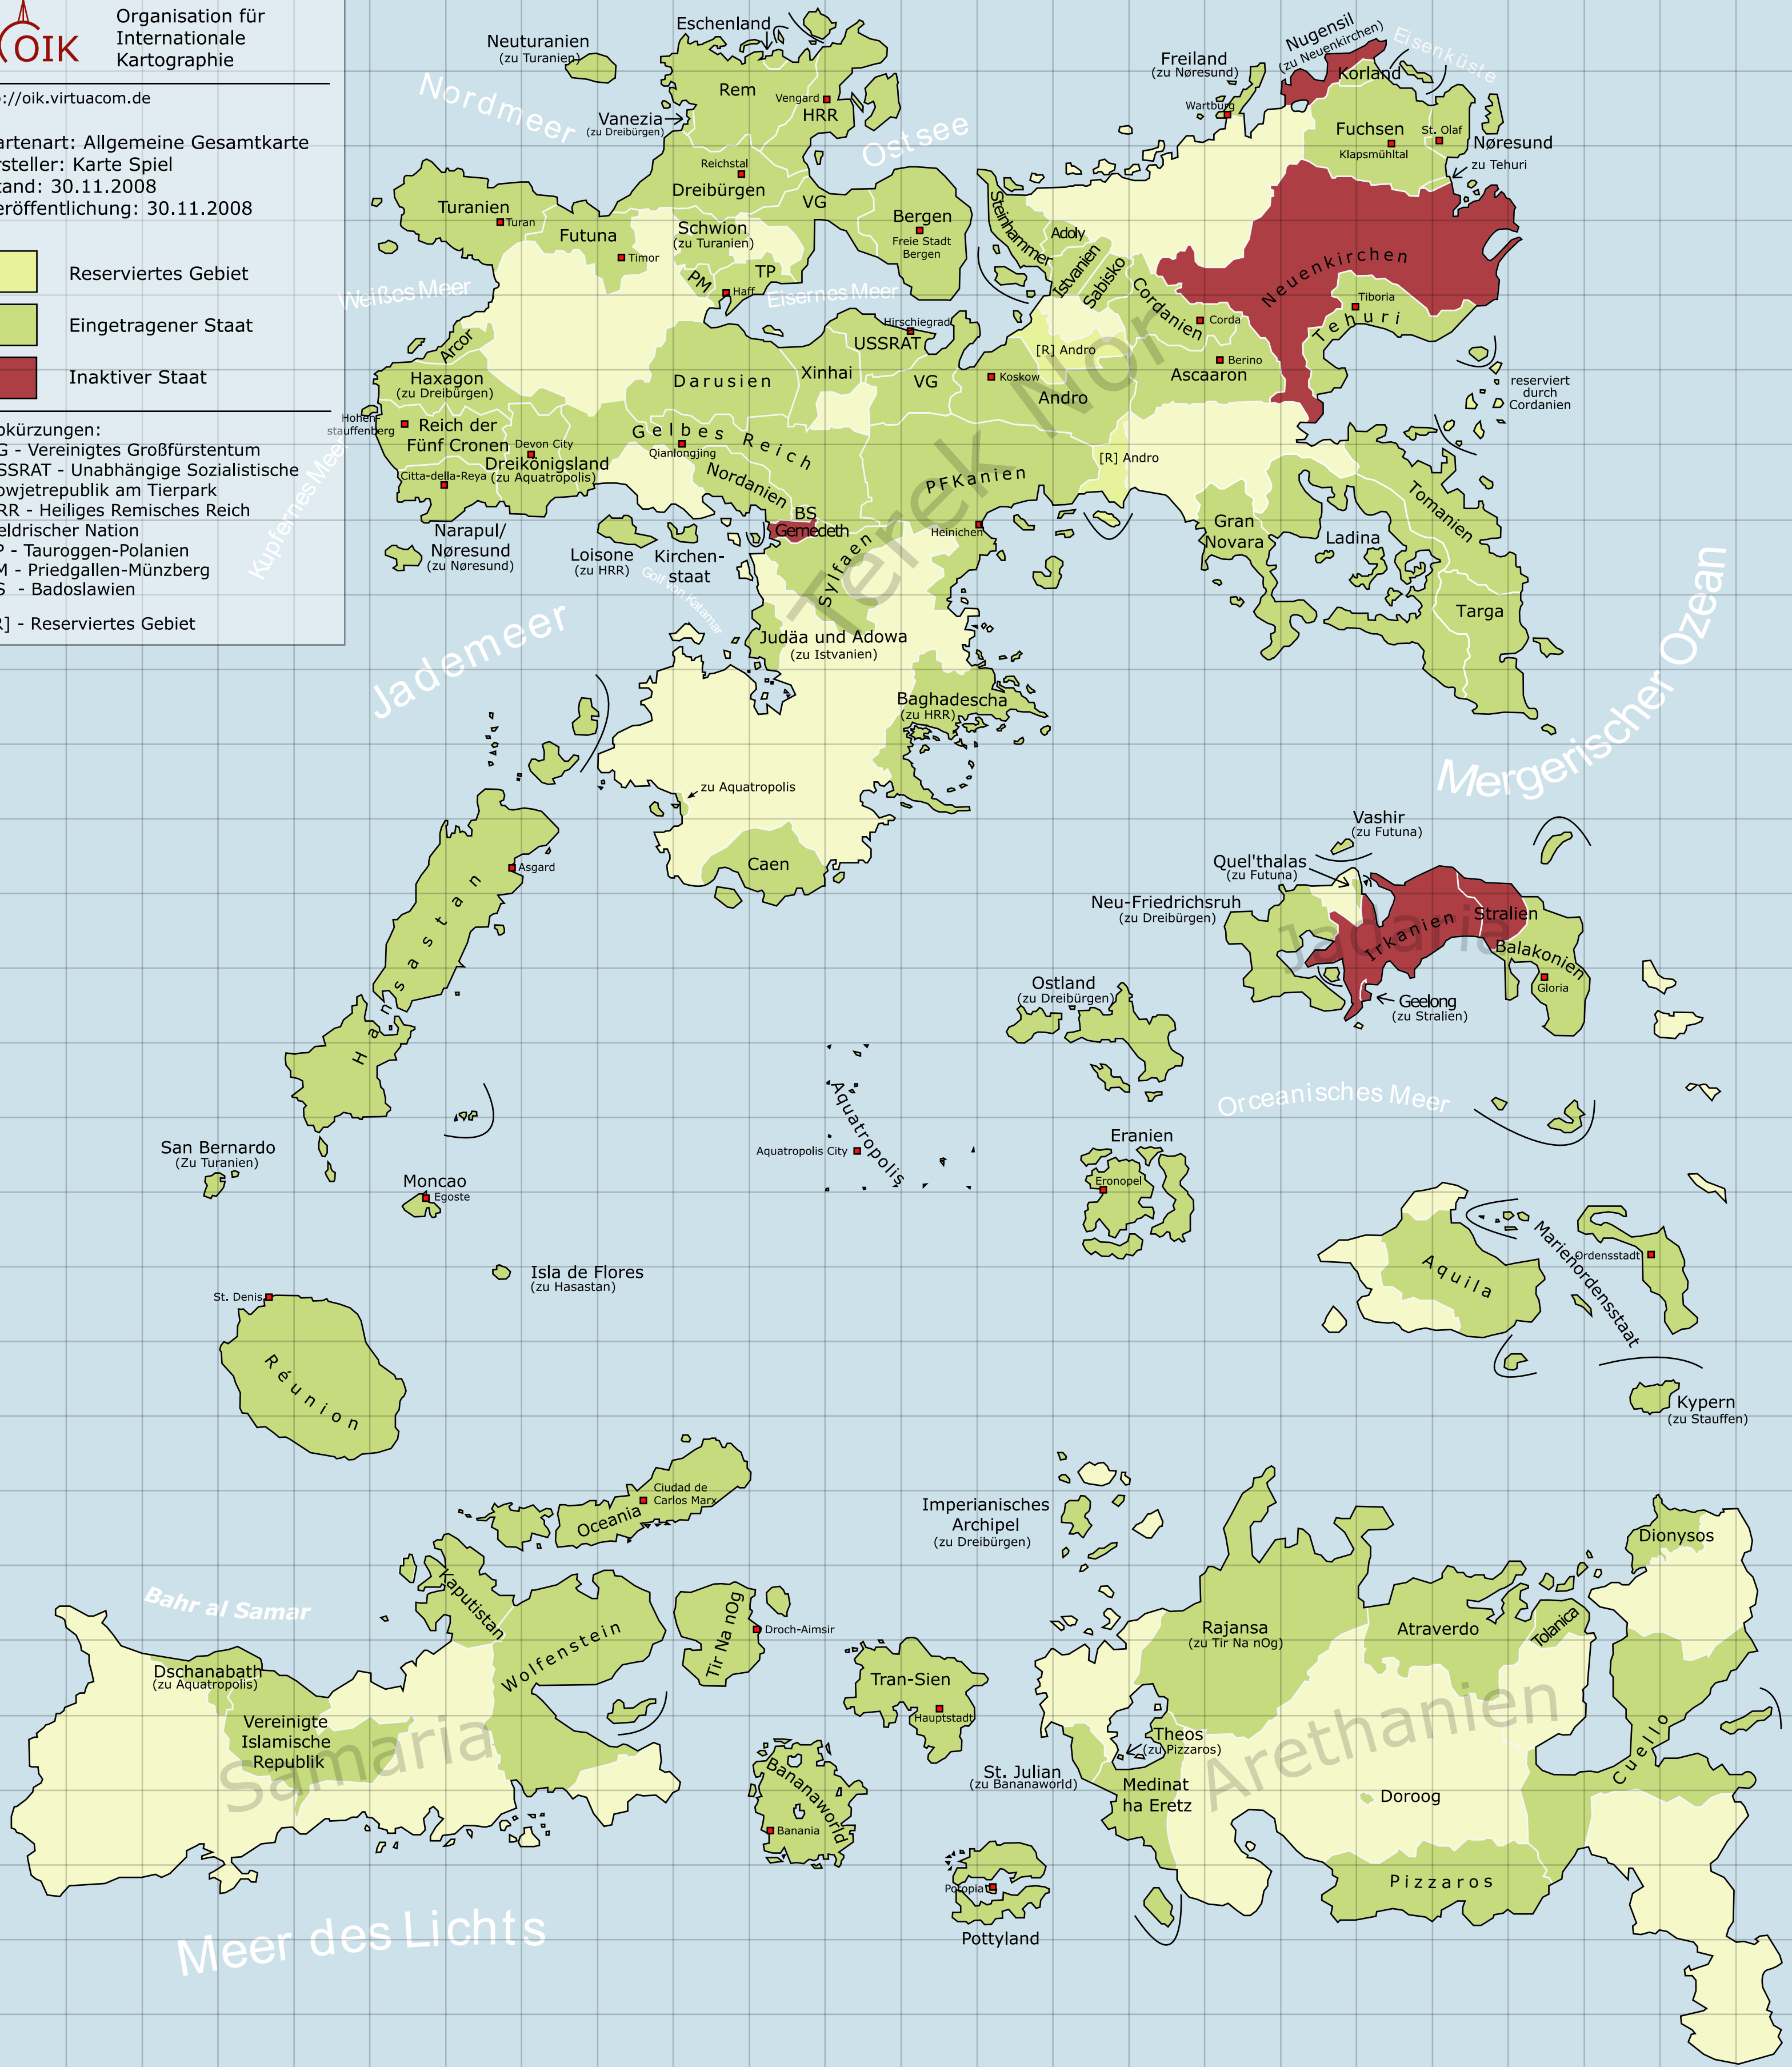 OIK
Organisation für
Internationale
Kartographie
://oik.virtuacom.de
artenart: Allgemeine Gesamtkarte
rsteller: Karte Spiel
tand: 30.11.2008
eröffentlichung: 30.11.2008
Reserviertes Gebiet
Eingetragener Staat
Inaktiver Staat
bkürzungen:
G - Vereinigtes Großfürstentum
SSRAT - Unabhängige Sozialistische
owjetrepublik am Tierpark
RR - Heiliges Remisches Reich
eldrischer Nation
P - Tauroggen-Polanien
M - Priedgallen-Münzberg
S - Badoslawien
R] - Reserviertes Gebiet
Nordmeer
Neuturanien
(zu Turanien)
Eschenland
Rem
Vengard
HRR
Vanezia
(zu Dreibürgen)
Ostsee
Reichstal
Dreibürgen
VG
Turanien
Turan
Futuna
Timor
Schwion
(zu Turanien)
TP
PM
Haff
Bergen
Freie Stadt
Bergen
Weißes Meer
Eisernes Meer
Freiland
(zu Nøresund)
Wartburg
Nugensil
(zu Neuenkirchen)
Eisenküste
Korland
Fuchsen
Klapsmühltal
St. Olaf
Nøresund
zu Tehuri
Steinhammer
Adoly
Istvanien
Sabisko
Cordanien
Corda
Neuenkirchen
Tiboria
Tehuri
Berino
Ascaaron
reserviert
durch
Cordanien
Arcor
Haxagon
(zu Dreibürgen)
Hohen-
stauffenberg
Reich der
Fünf Cronen
Devon City
Dreikönigsland
(zu Aquatropolis)
Citta-della-Reya
Narapul/
Nøresund
(zu Nøresund)
Kupfernes Meer
Darusien
Xinhai
Hirschiegrad
USSRAT
VG
Koskow
[R] Andro
Andro
[R] Andro
Gelbes Reich
Qianlongjing
Nordanien
BS
Gemedeth
PFKanien
Heinichen
Sylfaen
Terek Nor
Loisone
(zu HRR)
Kirchen-
staat
Golf von Katamar
Jademeer
Judäa und Adowa
(zu Istvanien)
Baghadescha
(zu HRR)
zu Aquatropolis
Caen
Gran
Novara
Ladina
Tomanien
Targa
Mergerischer Ozean
Asgard
Hansastan
Vashir
(zu Futuna)
Quel'thalas
(zu Futuna)
Neu-Friedrichsruh
(zu Dreibürgen)
Jadaria
Irkanien
Stralien
Balakonien
Gloria
Geelong
(zu Stralien)
Ostland
(zu Dreibürgen)
Orceanisches Meer
Aquatropolis
Aquatropolis City
Eranien
Eronopel
San Bernardo
(Zu Turanien)
Moncao
Egoste
Isla de Flores
(zu Hasastan)
St. Denis
Réunion
Aquila
Marienordensstaat
Ordensstadt
Kypern
(zu Stauffen)
Ciudad de
Carlos Marx
Oceania
Kaputistan
Bahr al Samar
Wolfenstein
Tir Na nOg
Droch-Aimsir
Dschanabath
(zu Aquatropolis)
Vereinigte
Islamische
Republik
Samaria
Tran-Sien
Hauptstadt
Bananaworld
Banania
Imperianisches
Archipel
(zu Dreibürgen)
Rajansa
(zu Tir Na nOg)
Atraverdo
Tolanica
Dionysos
Arethanien
Theos
(zu Pizzaros)
St. Julian
(zu Bananaworld)
Medinat
ha Eretz
Doroog
Cuello
Pizzaros
Potopia
Pottyland
Meer des Lichts